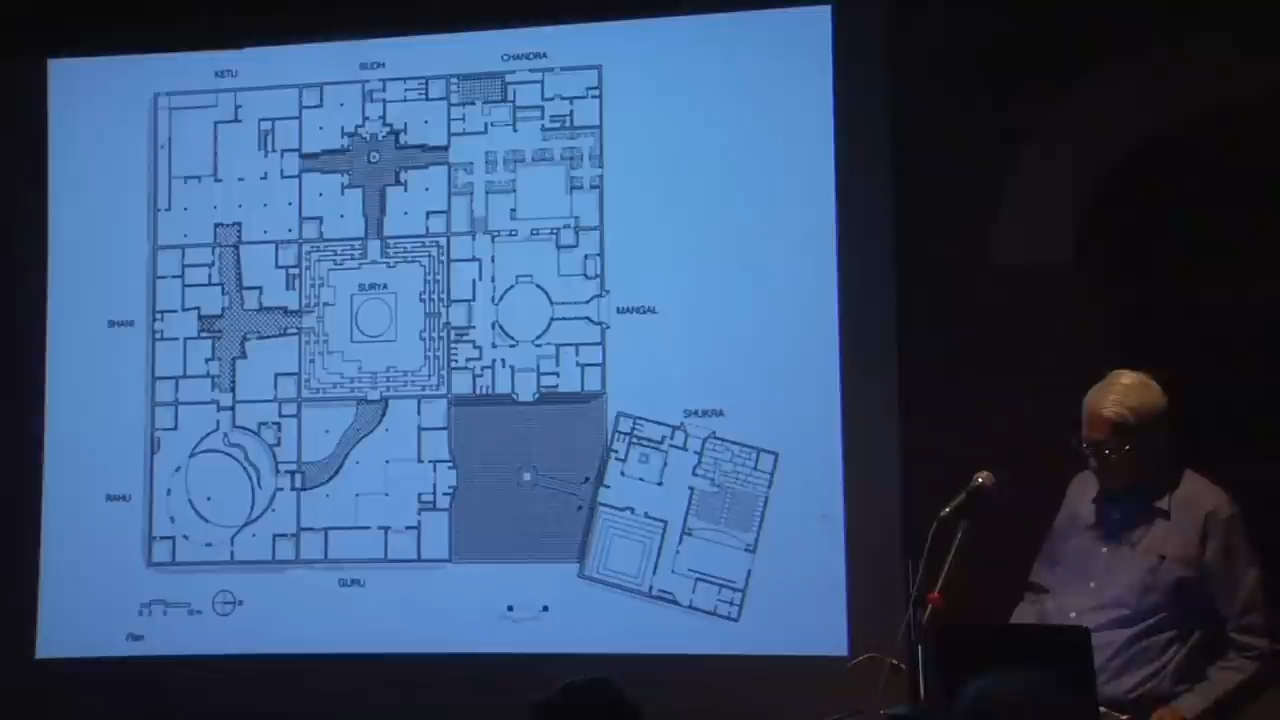 KETU
BUDH
CHANDRA
SURYA
SHANI
MANGAL
SHUKRA
RAHU
GURU
Plan